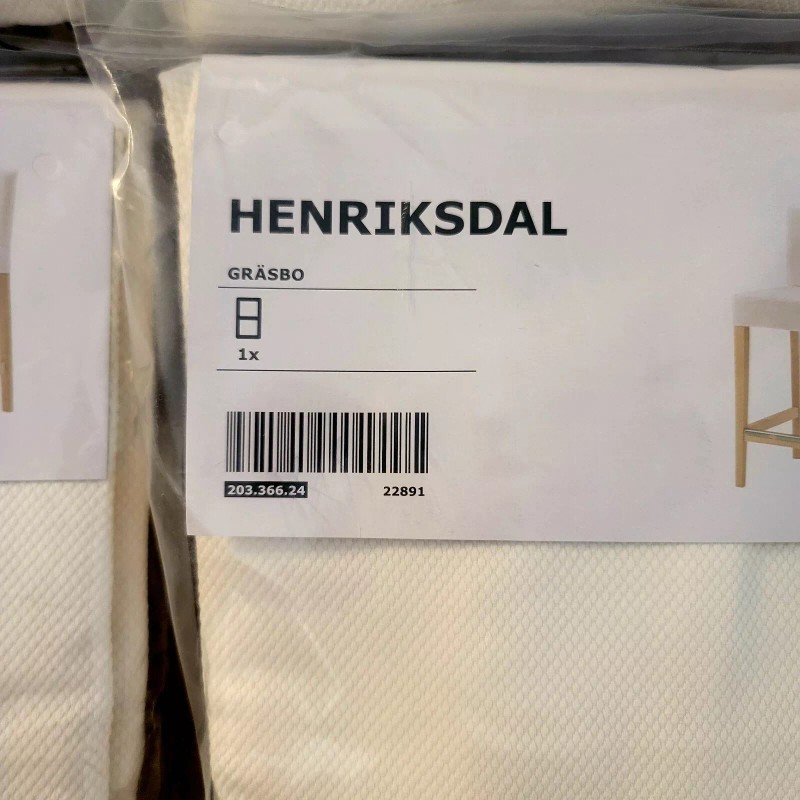 HENRIKSDAL
GRÄSBO
1x
203.366.24 22891